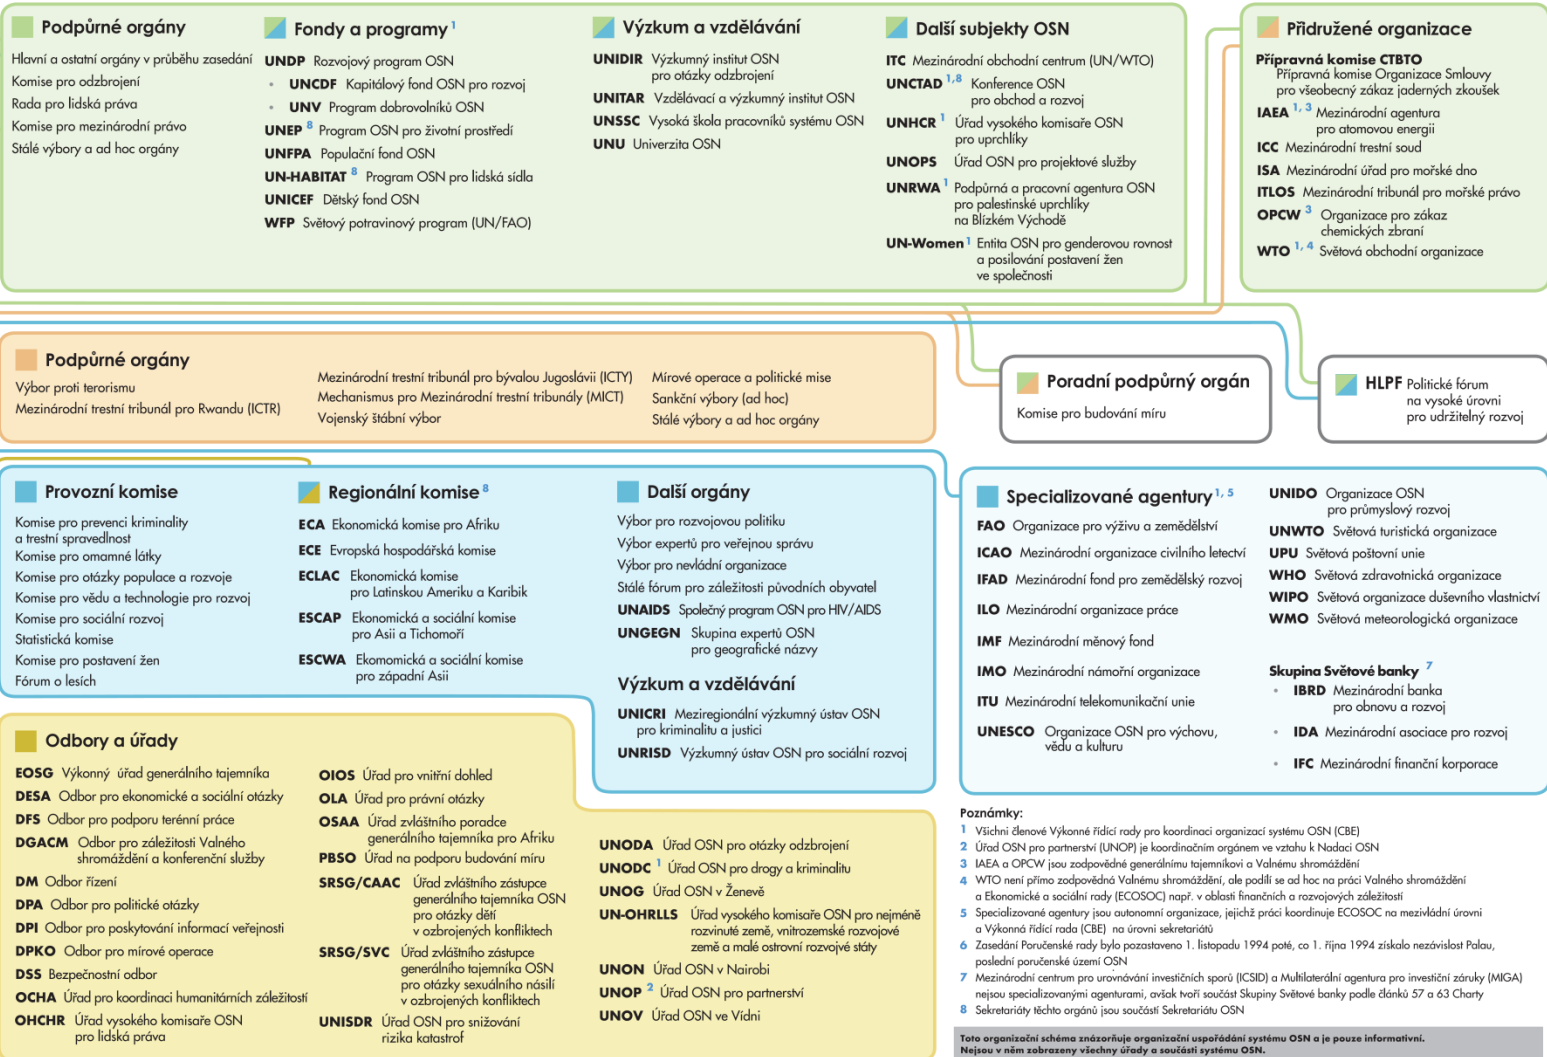 Podpůrné orgány
Hlavní a ostatní orgány v průběhu zasedání
Komise pro odzbrojení
Rada pro lidská práva
Komise pro mezinárodní právo
Stálé výbory a ad hoc orgány
Fondy a programy 1
UNDP Rozvojový program OSN
• UNCDF Kapitálový fond OSN pro rozvoj
• UNV Program dobrovolníků OSN
UNEP 8 Program OSN pro životní prostředí
UNFPA Populační fond OSN
UN-HABITAT 8 Program OSN pro lidská sídla
UNICEF Dětský fond OSN
WFP Světový potravinový program (UN/FAO)
Výzkum a vzdělávání
UNIDIR Výzkumný institut OSN
pro otázky odzbrojení
UNITAR Vzdělávací a výzkumný institut OSN
UNSSC Vysoká škola pracovníků systému OSN
UNU Univerzita OSN
Další subjekty OSN
ITC Mezinárodní obchodní centrum (UN/WTO)
UNCTAD 1,8 Konference OSN
pro obchod a rozvoj
UNHCR 1 Úřad vysokého komisaře OSN
pro uprchlíky
UNOPS Úřad OSN pro projektové služby
UNRWA 1 Podpůrná a pracovní agentura OSN
pro palestinské uprchlíky
na Blízkém Východě
UN-Women 1 Entita OSN pro genderovou rovnost
a posilování postavení žen
ve společnosti
Přidružené organizace
Přípravná komise CTBTO
Přípravná komise Organizace Smlouvy
pro všeobecný zákaz jaderných zkoušek
IAEA 1, 3 Mezinárodní agentura
pro atomovou energii
ICC Mezinárodní trestní soud
ISA Mezinárodní úřad pro mořské dno
ITLOS Mezinárodní tribunál pro mořské právo
OPCW 3 Organizace pro zákaz
chemických zbraní
WTO 1, 4 Světová obchodní organizace
Podpůrné orgány
Výbor proti terorismu
Mezinárodní trestní tribunál pro Rwandu (ICTR)
Mezinárodní trestní tribunál pro bývalou Jugoslávii (ICTY)
Mechanismus pro Mezinárodní trestní tribunály (MICT)
Vojenský štábní výbor
Mírové operace a politické mise
Sankční výbory (ad hoc)
Stálé výbory a ad hoc orgány
Poradní podpůrný orgán
Komise pro budování míru
HLPF Politické fórum
na vysoké úrovni
pro udržitelný rozvoj
Provozní komise
Komise pro prevenci kriminality
a trestní spravedlnost
Komise pro omamné látky
Komise pro otázky populace a rozvoje
Komise pro vědu a technologie pro rozvoj
Komise pro sociální rozvoj
Statistická komise
Komise pro postavení žen
Fórum o lesích
Regionální komise 8
ECA Ekonomická komise pro Afriku
ECE Evropská hospodářská komise
ECLAC Ekonomická komise
pro Latinskou Ameriku a Karibik
ESCAP Ekonomická a sociální komise
pro Asii a Tichomoří
ESCWA Ekomomická a sociální komise
pro západní Asii
Další orgány
Výbor pro rozvojovou politiku
Výbor expertů pro veřejnou správu
Výbor pro nevládní organizace
Stálé fórum pro záležitosti původních obyvatel
UNAIDS Společný program OSN pro HIV/AIDS
UNGEGN Skupina expertů OSN
pro geografické názvy
Výzkum a vzdělávání
UNICRI Meziregionální výzkumný ústav OSN
pro kriminalitu a justici
UNRISD Výzkumný ústav OSN pro sociální rozvoj
Specializované agentury 1, 5
FAO Organizace pro výživu a zemědělství
ICAO Mezinárodní organizace civilního letectví
IFAD Mezinárodní fond pro zemědělský rozvoj
ILO Mezinárodní organizace práce
IMF Mezinárodní měnový fond
IMO Mezinárodní námořní organizace
ITU Mezinárodní telekomunikační unie
UNESCO Organizace OSN pro výchovu,
vědu a kulturu
UNIDO Organizace OSN
pro průmyslový rozvoj
UNWTO Světová turistická organizace
UPU Světová poštovní unie
WHO Světová zdravotnická organizace
WIPO Světová organizace duševního vlastnictví
WMO Světová meteorologická organizace
Skupina Světové banky 7
• IBRD Mezinárodní banka
pro obnovu a rozvoj
• IDA Mezinárodní asociace pro rozvoj
• IFC Mezinárodní finanční korporace
Odbory a úřady
EOSG Výkonný úřad generálního tajemníka
DESA Odbor pro ekonomické a sociální otázky
DFS Odbor pro podporu terénní práce
DGACM Odbor pro záležitosti Valného
shromáždění a konferenční služby
DM Odbor řízení
DPA Odbor pro politické otázky
DPI Odbor pro poskytování informací veřejnosti
DPKO Odbor pro mírové operace
DSS Bezpečnostní odbor
OCHA Úřad pro koordinaci humanitárních záležitostí
OHCHR Úřad vysokého komisaře OSN
pro lidská práva
OIOS Úřad pro vnitřní dohled
OLA Úřad pro právní otázky
OSAA Úřad zvláštního poradce
generálního tajemníka pro Afriku
PBSO Úřad na podporu budování míru
SRSG/CAAC Úřad zvláštního zástupce
generálního tajemníka OSN
pro otázky dětí
v ozbrojených konfliktech
SRSG/SVC Úřad zvláštního zástupce
generálního tajemníka OSN
pro otázky sexuálního násilí
v ozbrojených konfliktech
UNISDR Úřad OSN pro snižování
rizika katastrof
UNODA Úřad OSN pro otázky odzbrojení
UNODC 1 Úřad OSN pro drogy a kriminalitu
UNOG Úřad OSN v Ženevě
UN-OHRLLS Úřad vysokého komisaře OSN pro nejméně
rozvinuté země, vnitrozemské rozvojové
země a malé ostrovní rozvojové státy
UNON Úřad OSN v Nairobi
UNOP 2 Úřad OSN pro partnerství
UNOV Úřad OSN ve Vídni
Poznámky:
1 Všichni členové Výkonné řídící rady pro koordinaci organizací systému OSN (CBE)
2 Úřad OSN pro partnerství (UNOP) je koordinačním orgánem ve vztahu k Nadaci OSN
3 IAEA a OPCW jsou zodpovědné generálnímu tajemníkovi a Valnému shromáždění
4 WTO není přímo zodpovědná Valnému shromáždění, ale podílí se ad hoc na práci Valného shromáždění
a Ekonomické a sociální rady (ECOSOC) např. v oblasti finančních a rozvojových záležitostí
5 Specializované agentury jsou autonomní organizace, jejichž práci koordinuje ECOSOC na mezivládní úrovni
a Výkonná řídící rada (CBE) na úrovni sekretariátů
6 Zasedání Poručenské rady bylo pozastaveno 1. listopadu 1994 poté, co 1. října 1994 získalo nezávislost Palau,
poslední poručenské území OSN
7 Mezinárodní centrum pro urovnávání investičních sporů (ICSID) a Multilaterální agentura pro investiční záruky (MIGA)
nejsou specializovanými agenturami, avšak tvoří součást Skupiny Světové banky podle článků 57 a 63 Charty
8 Sekretariáty těchto orgánů jsou součástí Sekretariátu OSN
Toto organizační schéma znázorňuje organizační uspořádání systému OSN a je pouze informativní.
Nejsou v něm zobrazeny všechny úřady a součásti systému OSN.